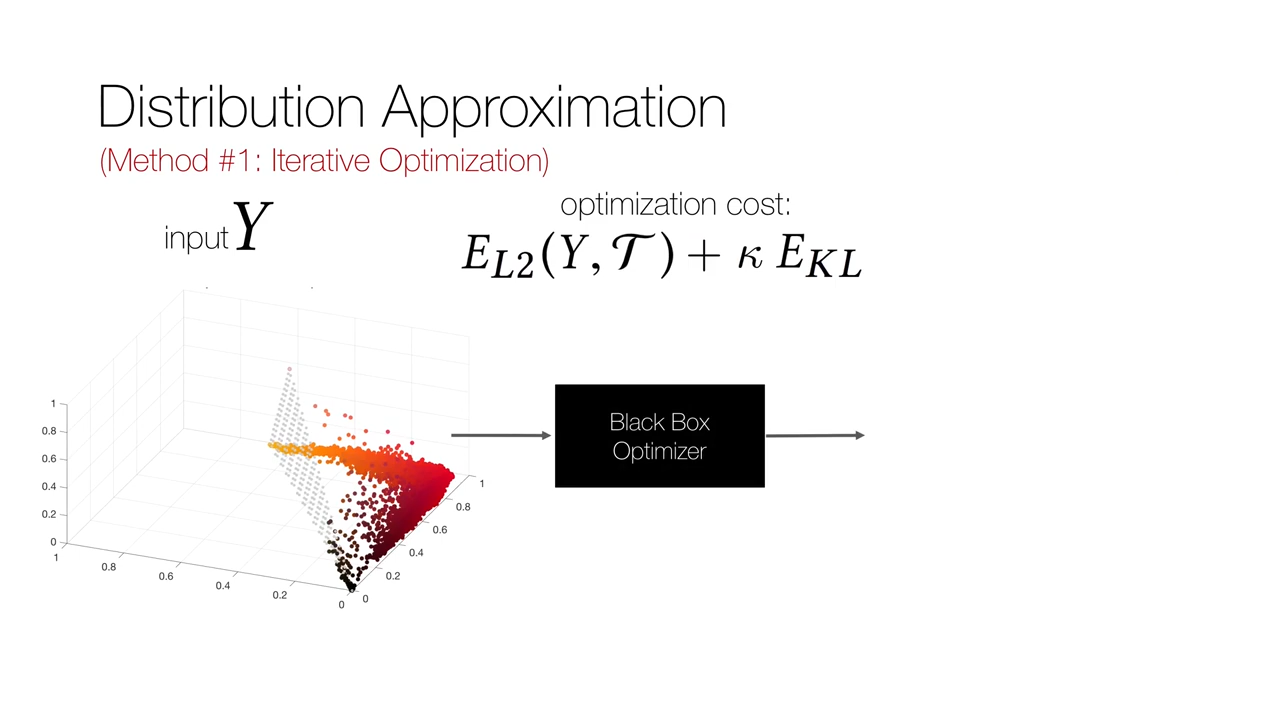 Distribution Approximation
(Method #1: Iterative Optimization)
input Y
optimization cost:
E_{L2}(Y, 𝒯) + κ E_{KL}
Black Box
Optimizer
1
0.8
0.6
0.4
0.2
0
1
0.8
0.6
0.4
0.2
0
0
0.2
0.4
0.6
0.8
1